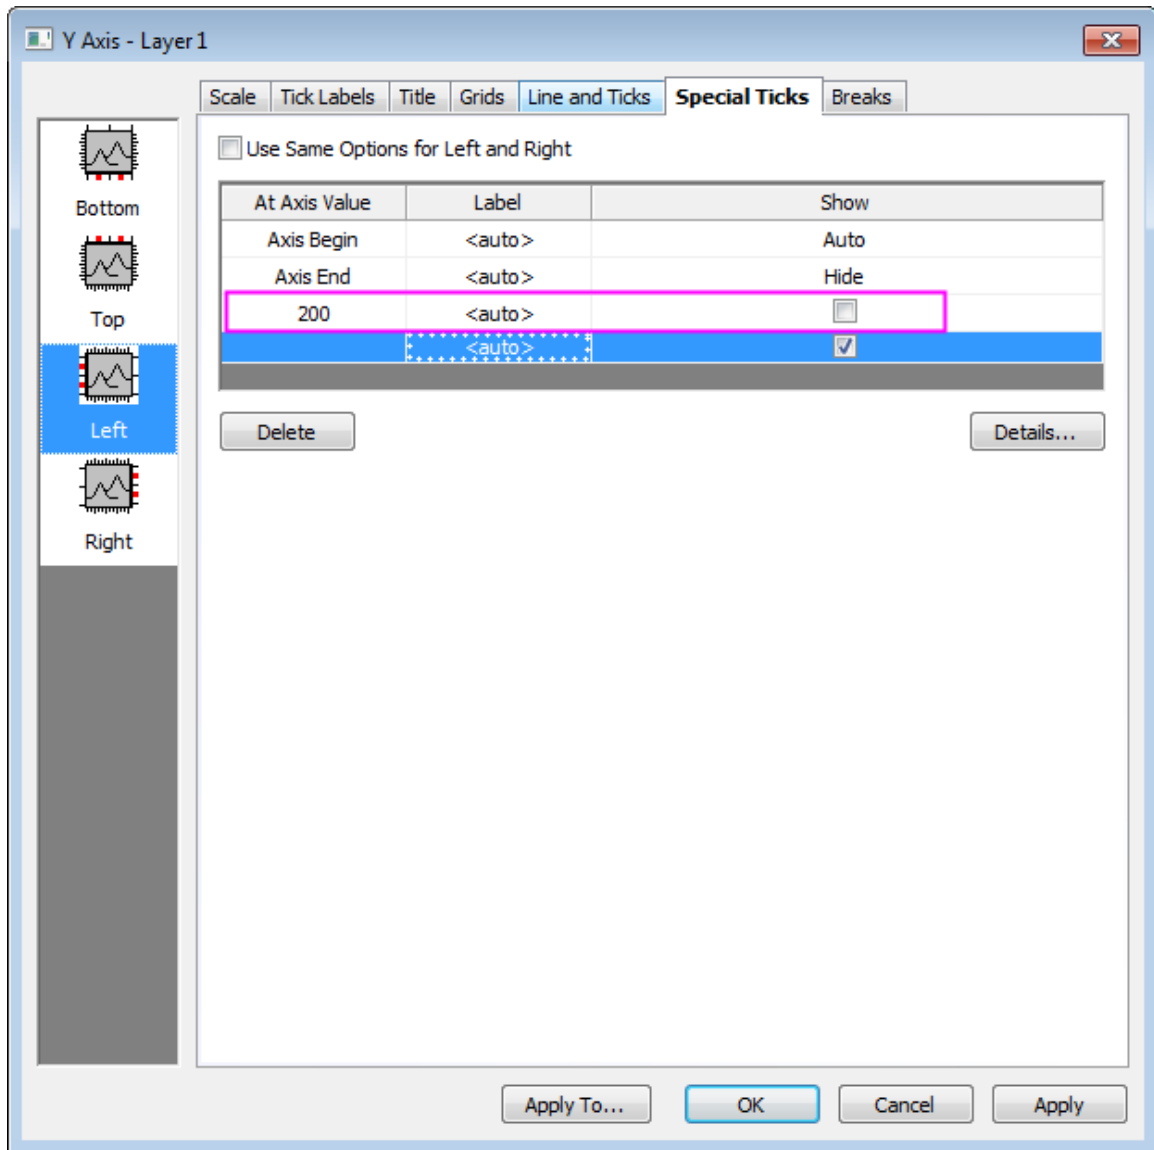 Y Axis - Layer 1
Scale Tick Labels Title Grids Line and Ticks Special Ticks Breaks
Bottom
Top
Left
Right
Use Same Options for Left and Right
At Axis Value Label Show
Axis Begin <auto> Auto
Axis End <auto> Hide
200 <auto>
<auto>
Delete Details...
Apply To... OK Cancel Apply